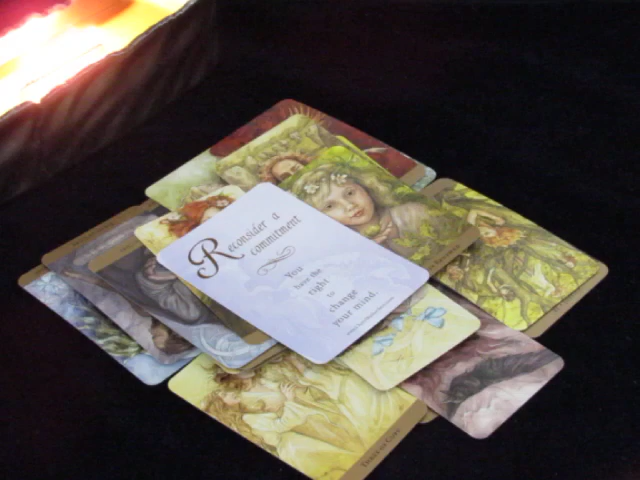 Reconsider a
commitment
You
have the
right
to
change
your mind.